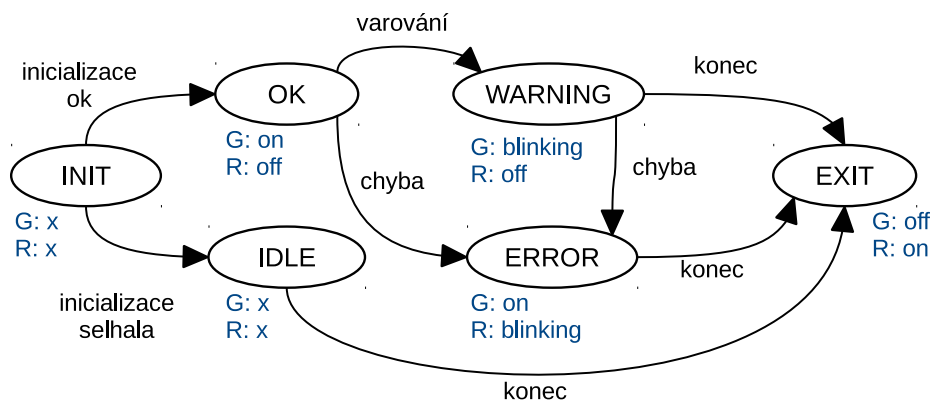 varování
inicializace
ok
OK
WARNING
konec
G: on
R: off
G: blinking
R: off
chyba
chyba
INIT
EXIT
G: x
R: x
G: off
R: on
IDLE
ERROR
konec
inicializace
selhala
G: x
R: x
G: on
R: blinking
konec